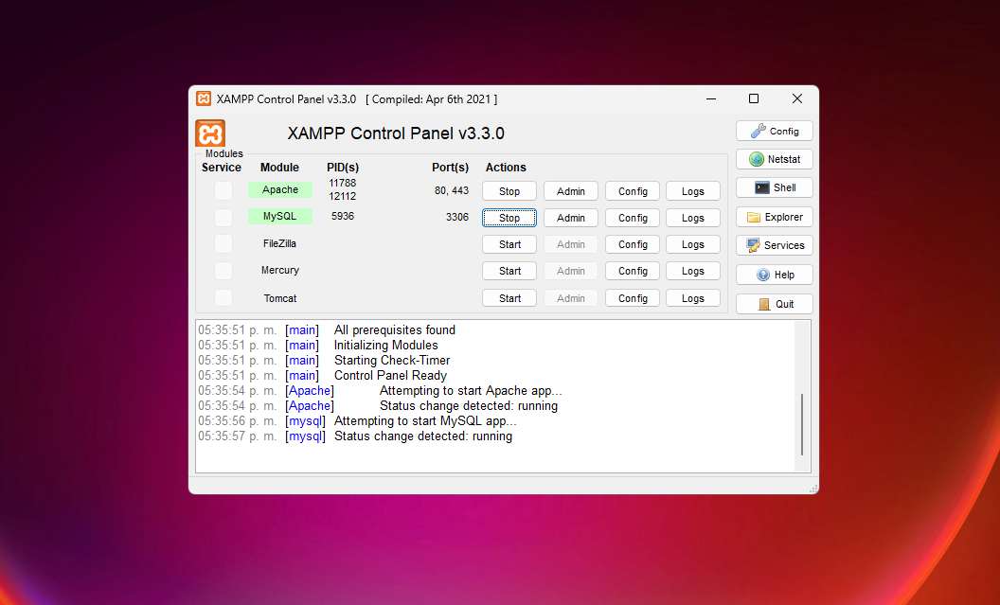 XAMPP Control Panel v3.3.0 [ Compiled: Apr 6th 2021 ]
XAMPP Control Panel v3.3.0
Modules
Service Module PID(s) Port(s) Actions
Apache 11788 12112 80, 443 Stop Admin Config Logs
MySQL 5936 3306 Stop Admin Config Logs
FileZilla Start Admin Config Logs
Mercury Start Admin Config Logs
Tomcat Start Admin Config Logs
Config
Netstat
Shell
Explorer
Services
Help
Quit
05:35:51 p. m. [main] All prerequisites found
05:35:51 p. m. [main] Initializing Modules
05:35:51 p. m. [main] Starting Check-Timer
05:35:51 p. m. [main] Control Panel Ready
05:35:54 p. m. [Apache] Attempting to start Apache app...
05:35:54 p. m. [Apache] Status change detected: running
05:35:56 p. m. [mysql] Attempting to start MySQL app...
05:35:57 p. m. [mysql] Status change detected: running